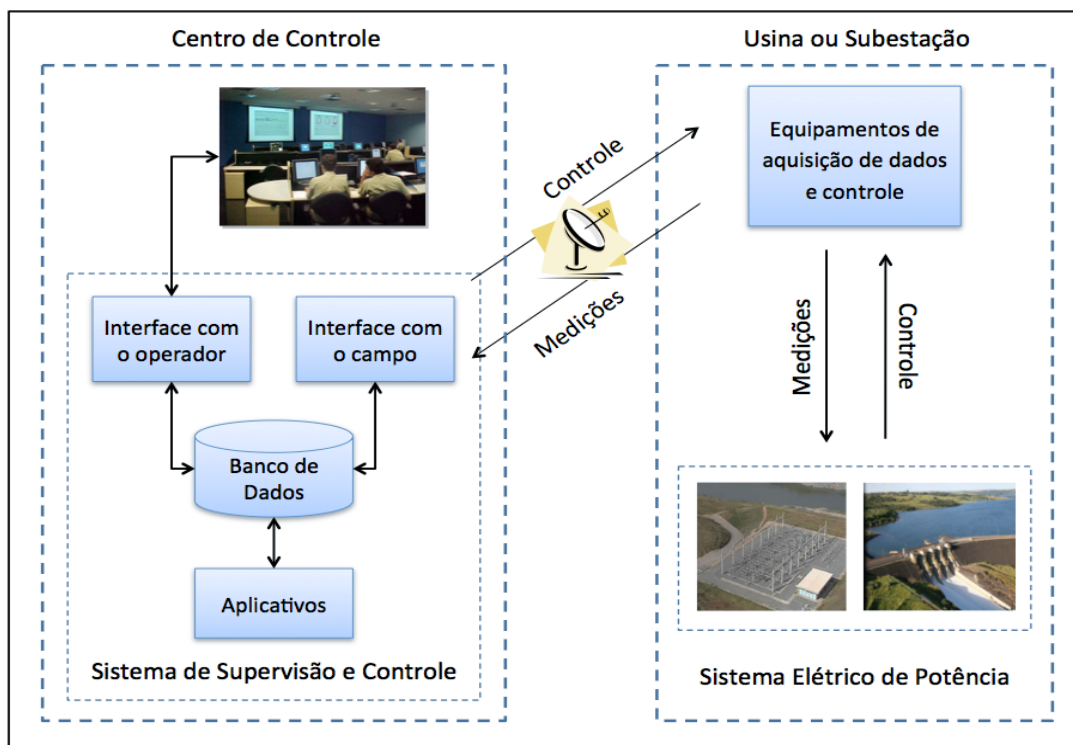 Centro de Controle
Usina ou Subestação
Equipamentos de
aquisição de dados
e controle
Controle
Medições
Interface com
o operador
Interface com
o campo
Medições
Controle
Banco de
Dados
Aplicativos
Sistema de Supervisão e Controle
Sistema Elétrico de Potência